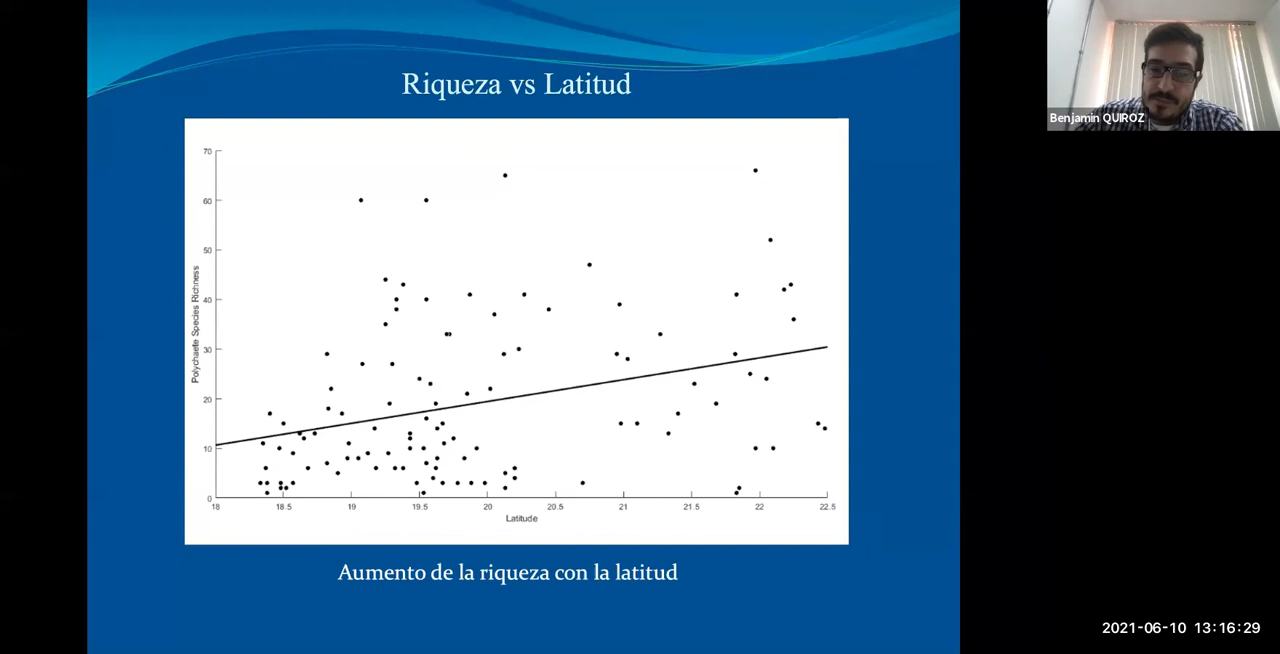 Riqueza vs Latitud
Benjamin QUIROZ
70
60
50
40
30
20
10
0
Polychaete Species Richness
18 18.5 19 19.5 20 20.5 21 21.5 22 22.5
Latitude
Aumento de la riqueza con la latitud
2021-06-10 13:16:29